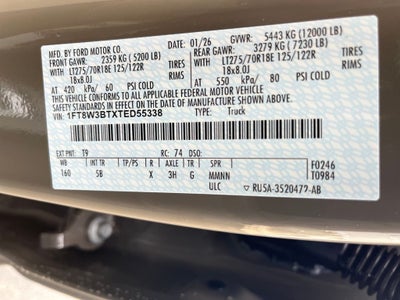 MFD. BY FORD MOTOR CO.
01/26 GVWR: 5443 KG (12000 LB)
FRONT GAWR: 2359 KG ( 5200 LB)
REAR GAWR: 3279 KG ( 7230 LB)
WITH LT275/70R18E 125/122R TIRES
WITH LT275/70R18E 125/122R TIRES
18x8.0J RIMS
18x8.0J RIMS
AT 420 kPa/ 60 PSI COLD
AT 550 kPa/ 80 PSI COLD
THIS VEHICLE CONFORMS TO ALL APPLICABLE FEDERAL MOTOR VEHICLE
SAFETY STANDARDS IN EFFECT ON THE DATE OF MANUFACTURE SHOWN ABOVE.
VIN: 1FT8W3BTXTED55338 TYPE: Truck
EXT PNT: T9 RC: 74 DSO:
WB INT TR TP/PS R AXLE TR SPR
160 5B X 3H G MMNN
ULC
F0246
T0984
RU5A-3520472-AB